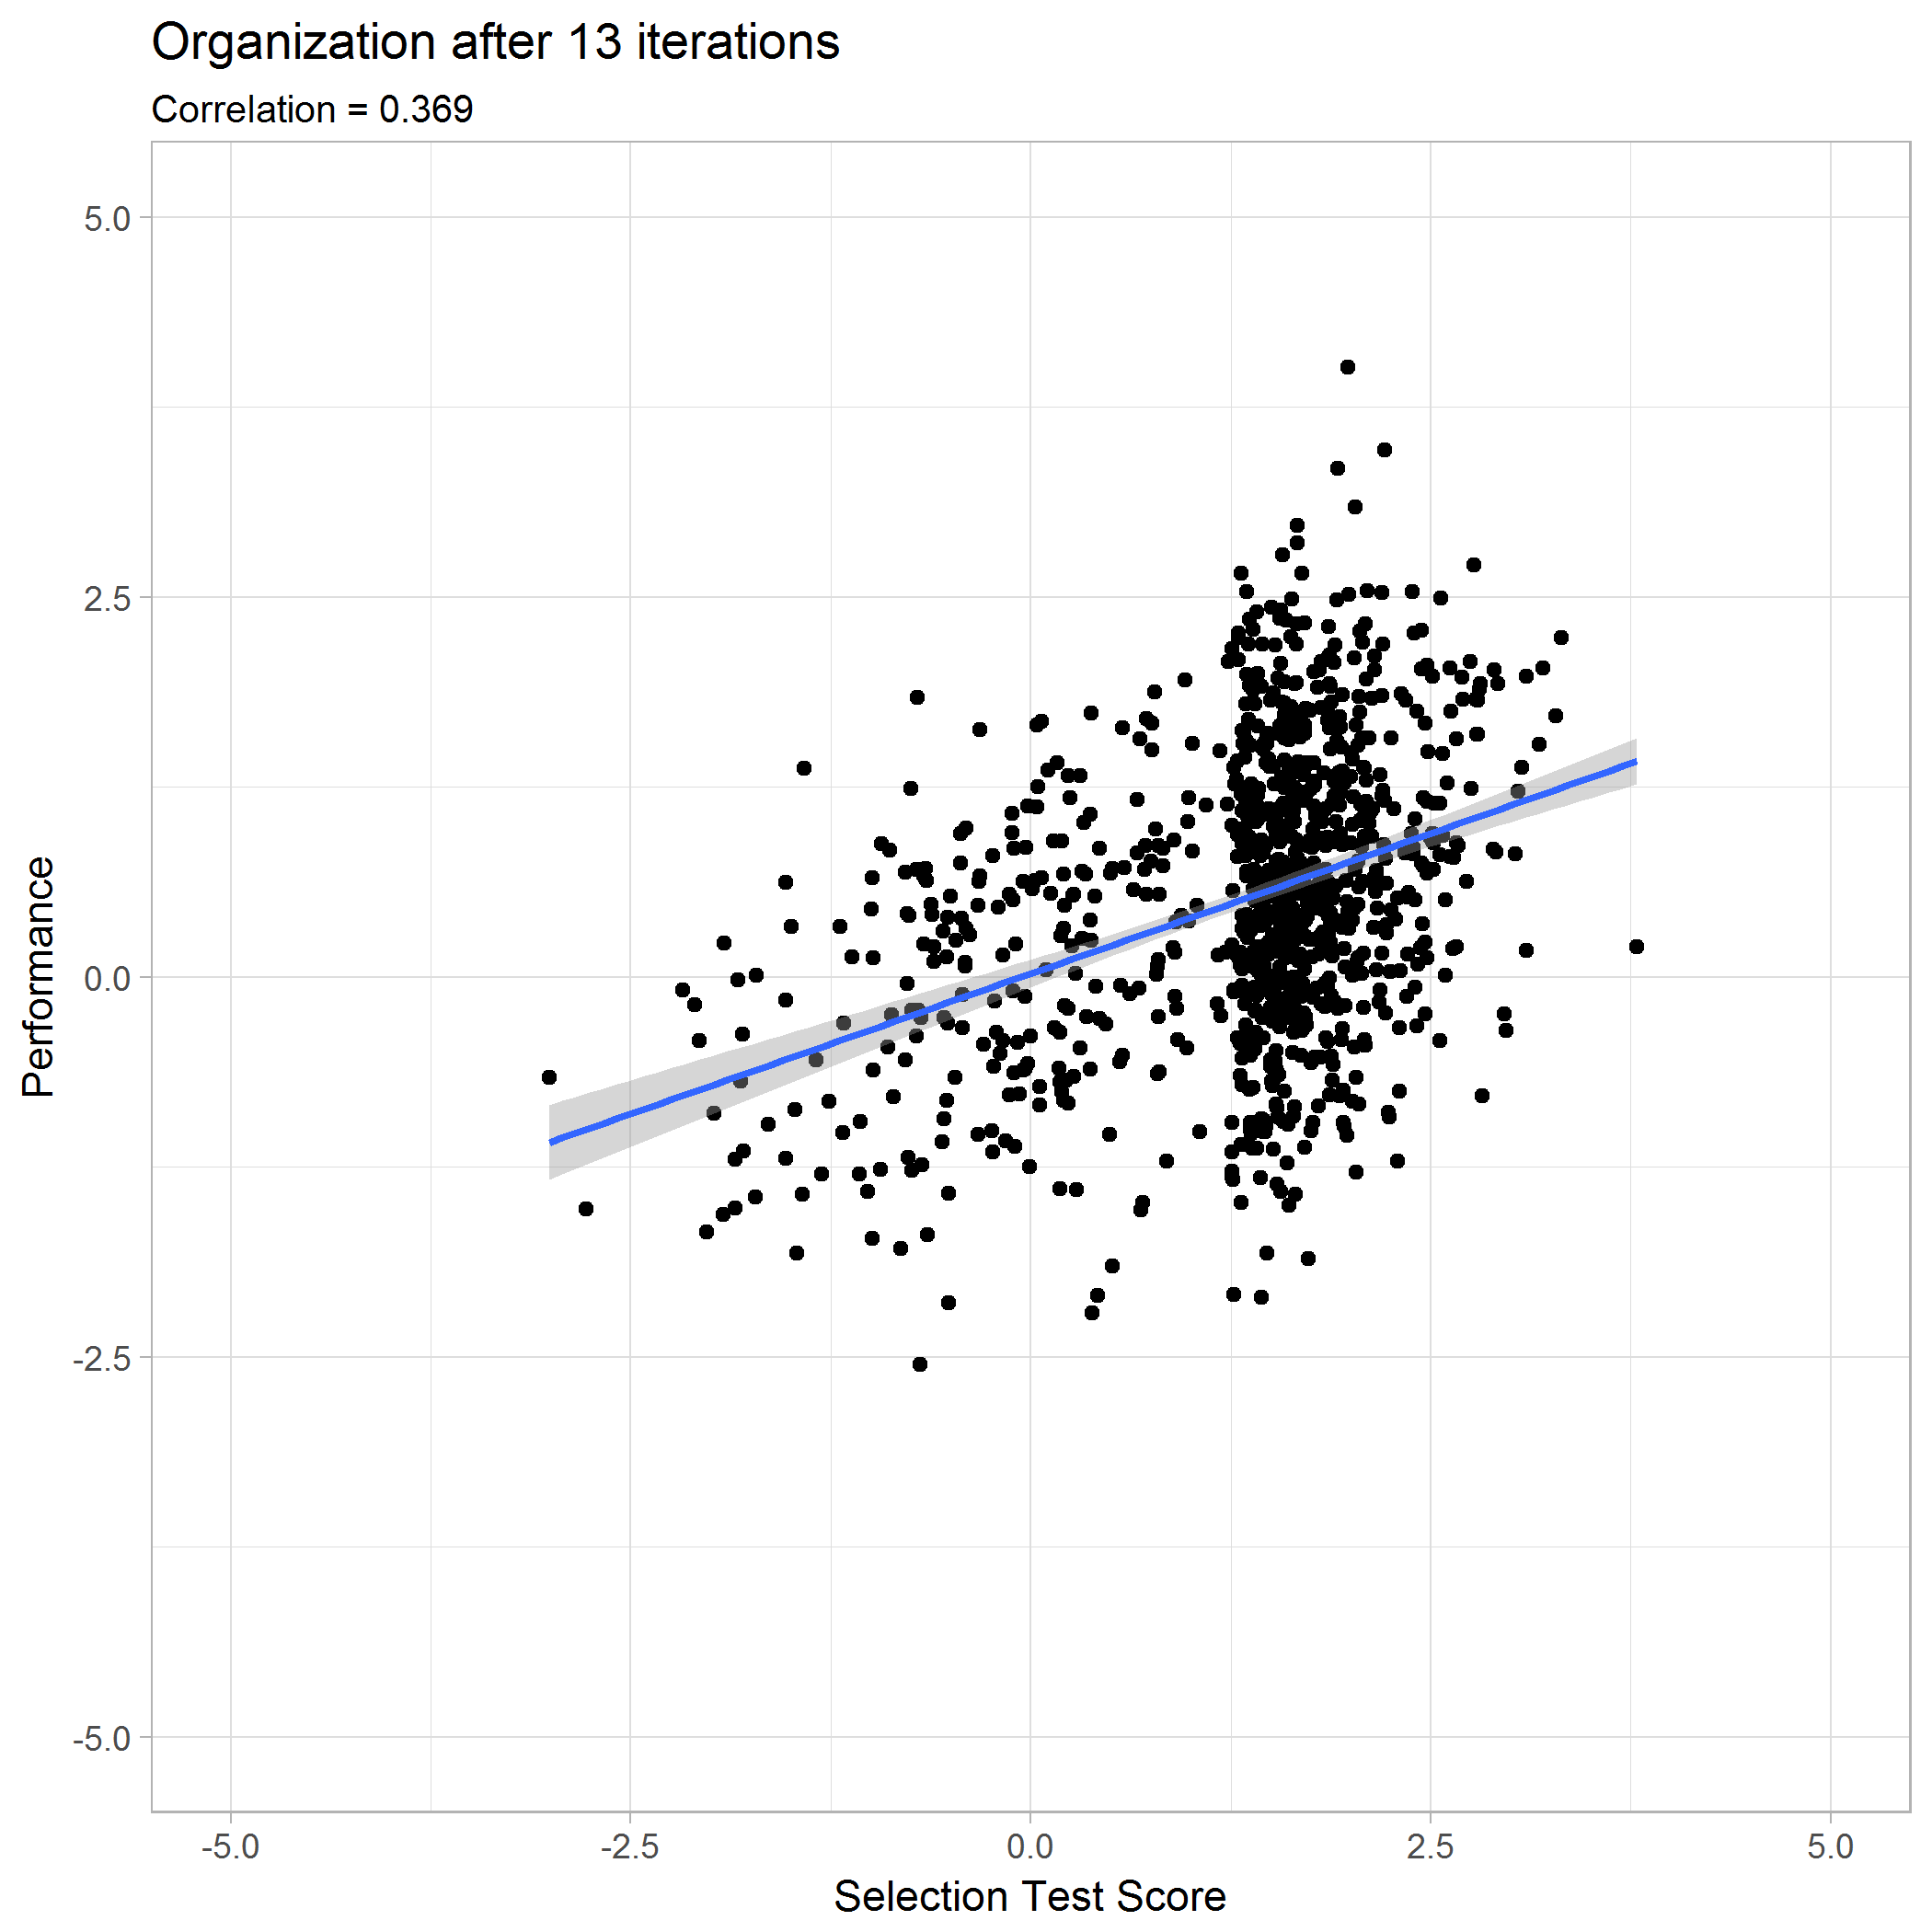 Organization after 13 iterations
Correlation = 0.369
5.0
2.5
0.0
-2.5
-5.0
Performance
-5.0
-2.5
0.0
2.5
5.0
Selection Test Score